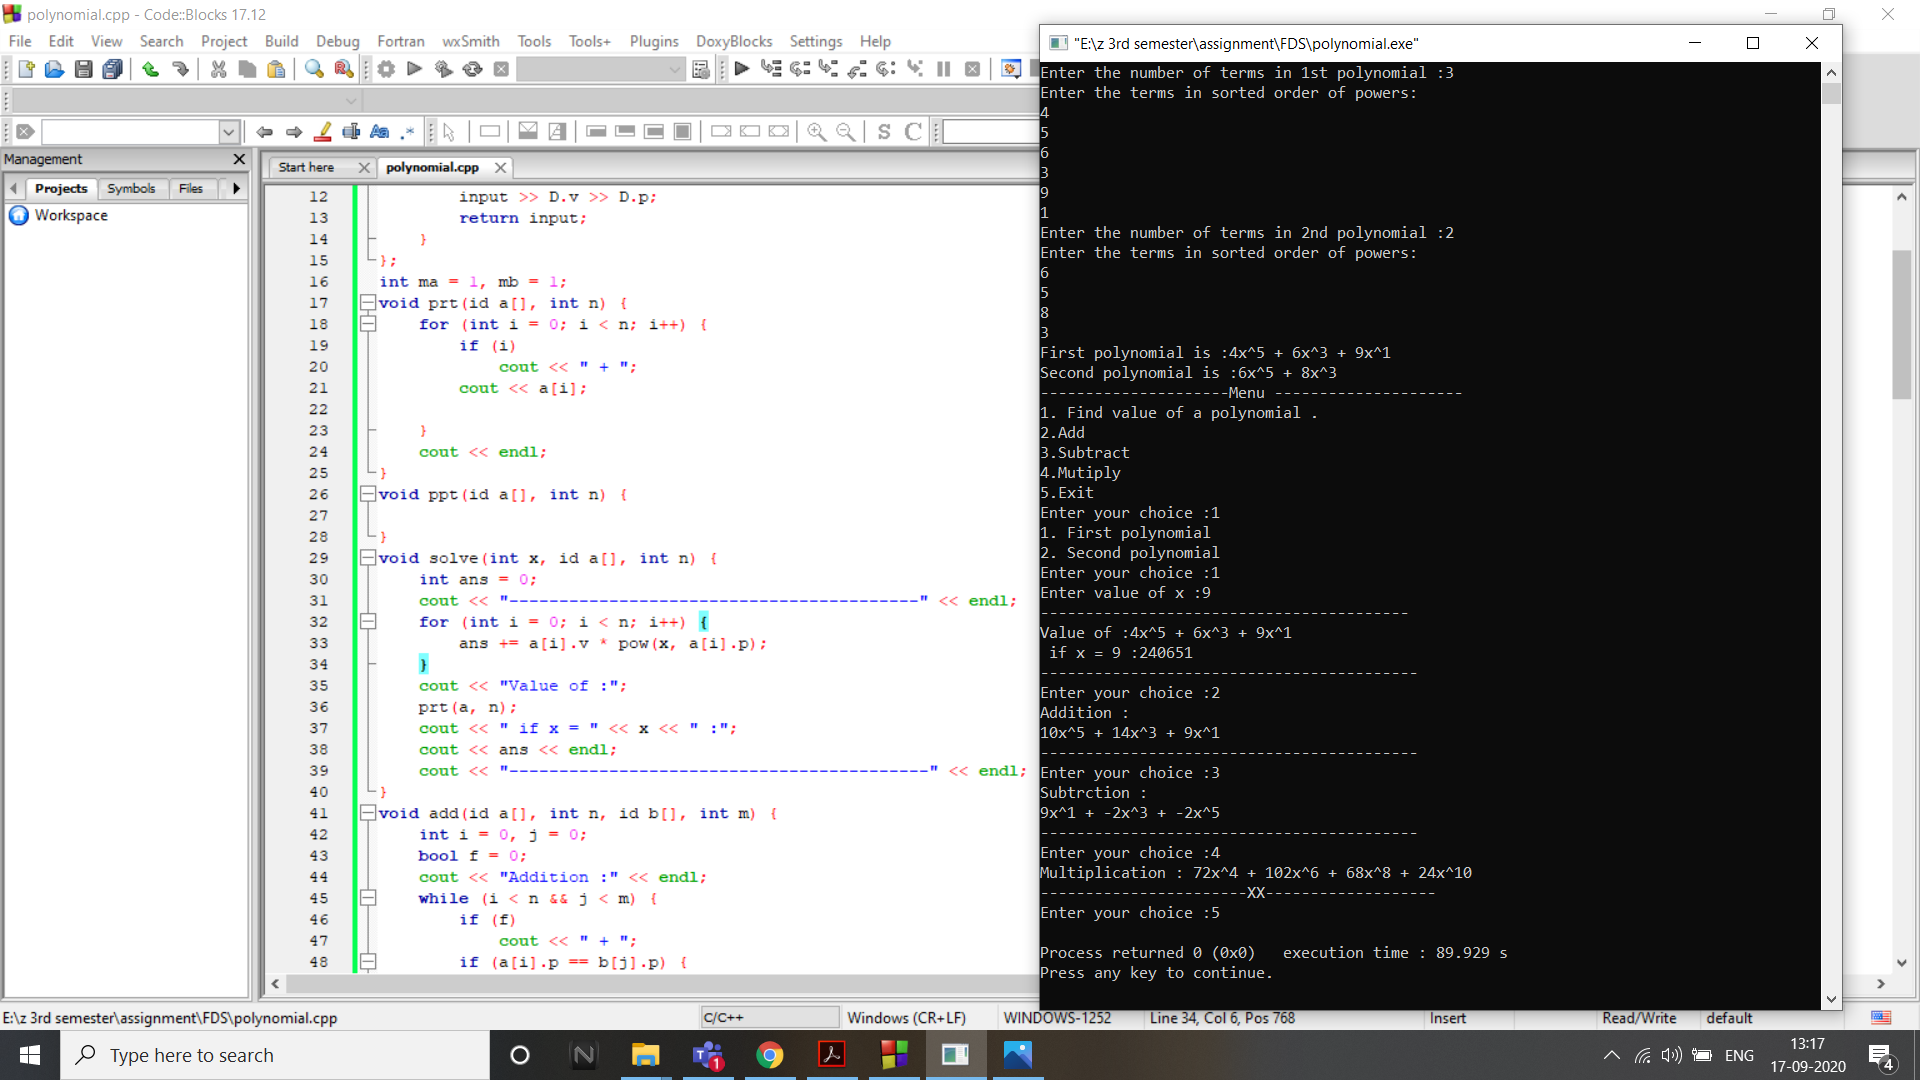 polynomial.cpp - Code::Blocks 17.12
File Edit View Search Project Build Debug Fortran wxSmith Tools Tools+ Plugins DoxyBlocks Settings Help
Management
Projects Symbols Files
Workspace
Start here polynomial.cpp
12 input >> D.v >> D.p;
13 return input;
14 }
15 };
16 int ma = 1, mb = 1;
17 void prt(id a[], int n) {
18 for (int i = 0; i < n; i++) {
19 if (i)
20 cout << " + ";
21 cout << a[i];
22
23 }
24 cout << endl;
25 }
26 void ppt(id a[], int n) {
27
28 }
29 void solve(int x, id a[], int n) {
30 int ans = 0;
31 cout << "-----------------------------------------" << endl;
32 for (int i = 0; i < n; i++) {
33 ans += a[i].v * pow(x, a[i].p);
34 }
35 cout << "Value of :";
36 prt(a, n);
37 cout << " if x = " << x << " :";
38 cout << ans << endl;
39 cout << "------------------------------------------" << endl;
40 }
41 void add(id a[], int n, id b[], int m) {
42 int i = 0, j = 0;
43 bool f = 0;
44 cout << "Addition :" << endl;
45 while (i < n && j < m) {
46 if (f)
47 cout << " + ";
48 if (a[i].p == b[j].p) {
"E:\z 3rd semester\assignment\FDS\polynomial.exe"
Enter the number of terms in 1st polynomial :3
Enter the terms in sorted order of powers:
4
5
6
3
9
1
Enter the number of terms in 2nd polynomial :2
Enter the terms in sorted order of powers:
6
5
8
3
First polynomial is :4x^5 + 6x^3 + 9x^1
Second polynomial is :6x^5 + 8x^3
---------------------Menu ---------------------
1. Find value of a polynomial .
2.Add
3.Subtract
4.Mutiply
5.Exit
Enter your choice :1
1. First polynomial
2. Second polynomial
Enter your choice :1
Enter value of x :9
-----------------------------------------
Value of :4x^5 + 6x^3 + 9x^1
if x = 9 :240651
------------------------------------------
Enter your choice :2
Addition :
10x^5 + 14x^3 + 9x^1
------------------------------------------
Enter your choice :3
Subtrction :
9x^1 + -2x^3 + -2x^5
------------------------------------------
Enter your choice :4
Multiplication : 72x^4 + 102x^6 + 68x^8 + 24x^10
-----------------------XX-------------------
Enter your choice :5
Process returned 0 (0x0)   execution time : 89.929 s
Press any key to continue.
E:\z 3rd semester\assignment\FDS\polynomial.cpp C/C++ Windows (CR+LF) WINDOWS-1252 Line 34, Col 6, Pos 768 Insert Read/Write default
Type here to search
1
ENG
13:17
17-09-2020
4